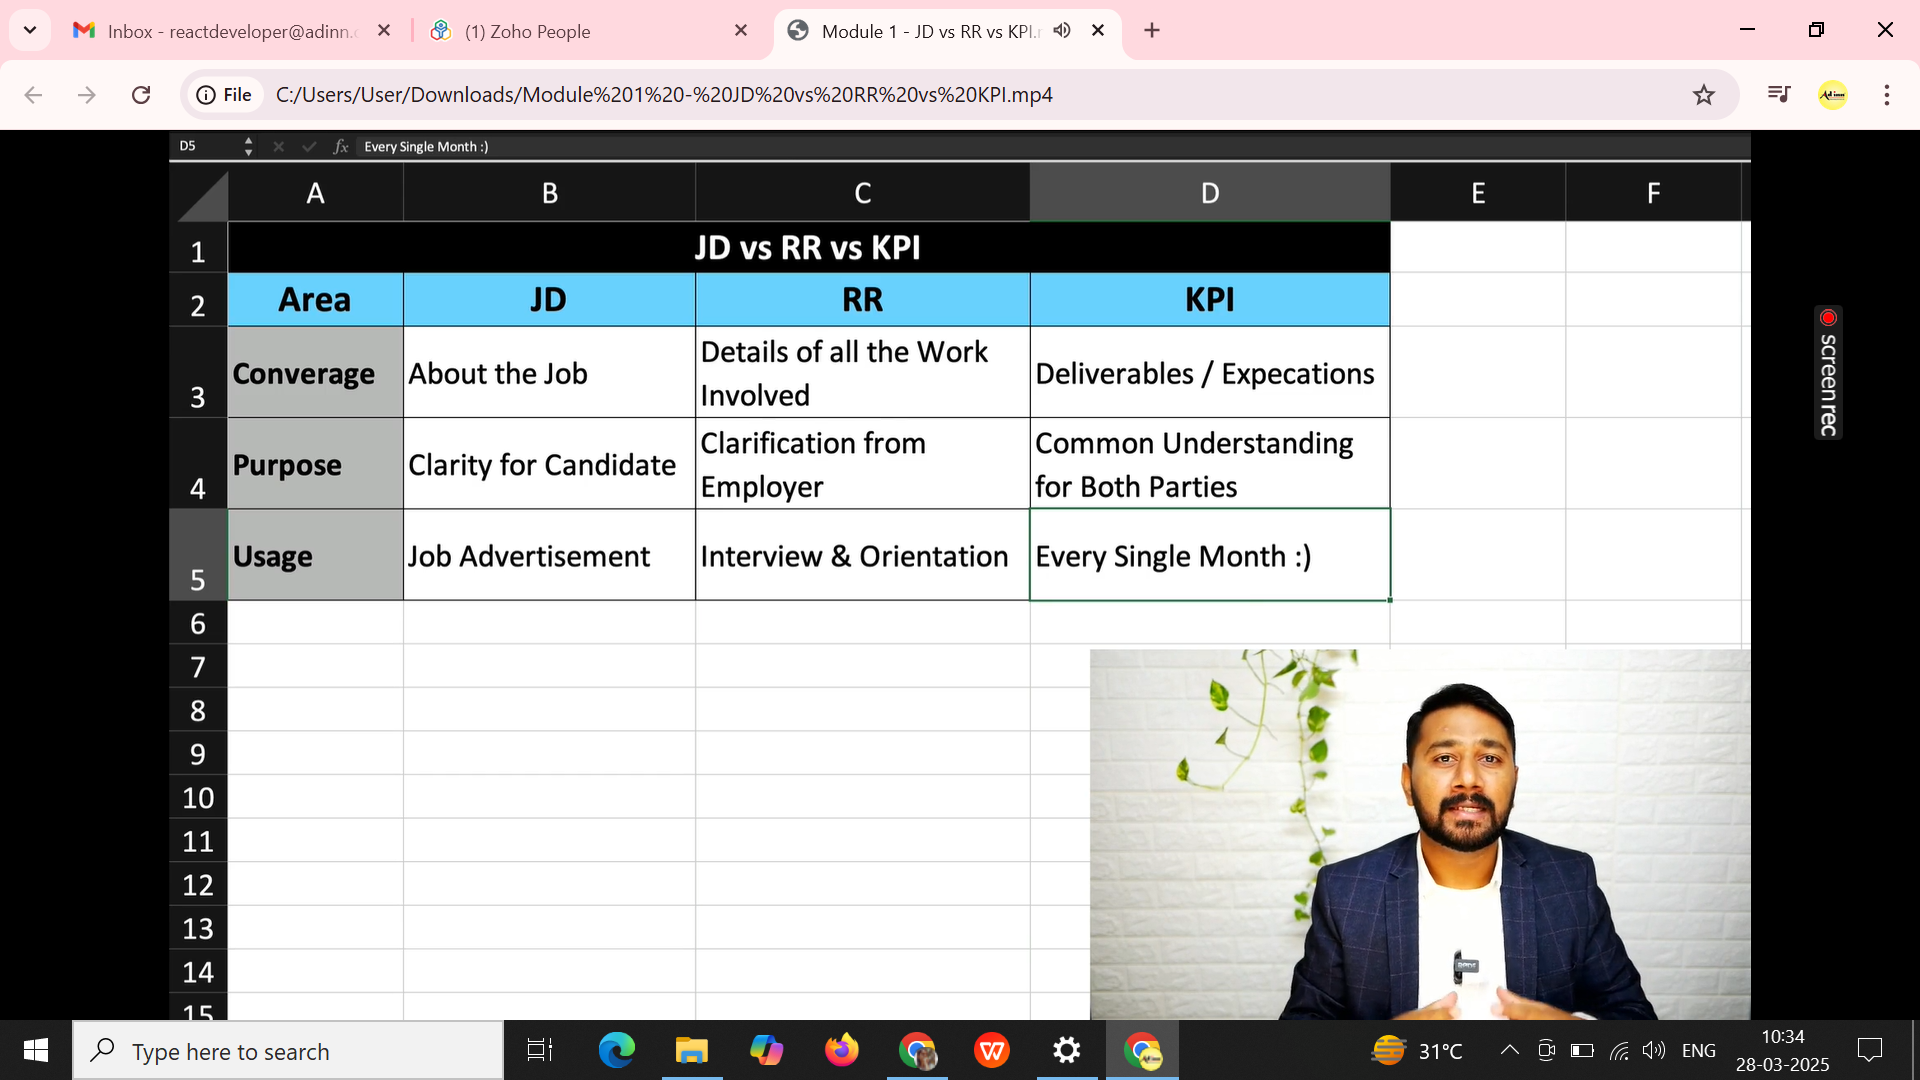 Inbox - reactdeveloper@adinn.c
(1) Zoho People
Module 1 - JD vs RR vs KPI.m
File
C:/Users/User/Downloads/Module%201%20-%20JD%20vs%20RR%20vs%20KPI.mp4
D5 fx Every Single Month :)
A B C D E F
1 JD vs RR vs KPI
2 Area JD RR KPI
3 Converage About the Job Details of all the Work Involved Deliverables / Expecations
4 Purpose Clarity for Candidate Clarification from Employer Common Understanding for Both Parties
5 Usage Job Advertisement Interview & Orientation Every Single Month :)
6
7
8
9
10
11
12
13
14
15
screenrec
Type here to search
31°C
ENG
10:34
28-03-2025